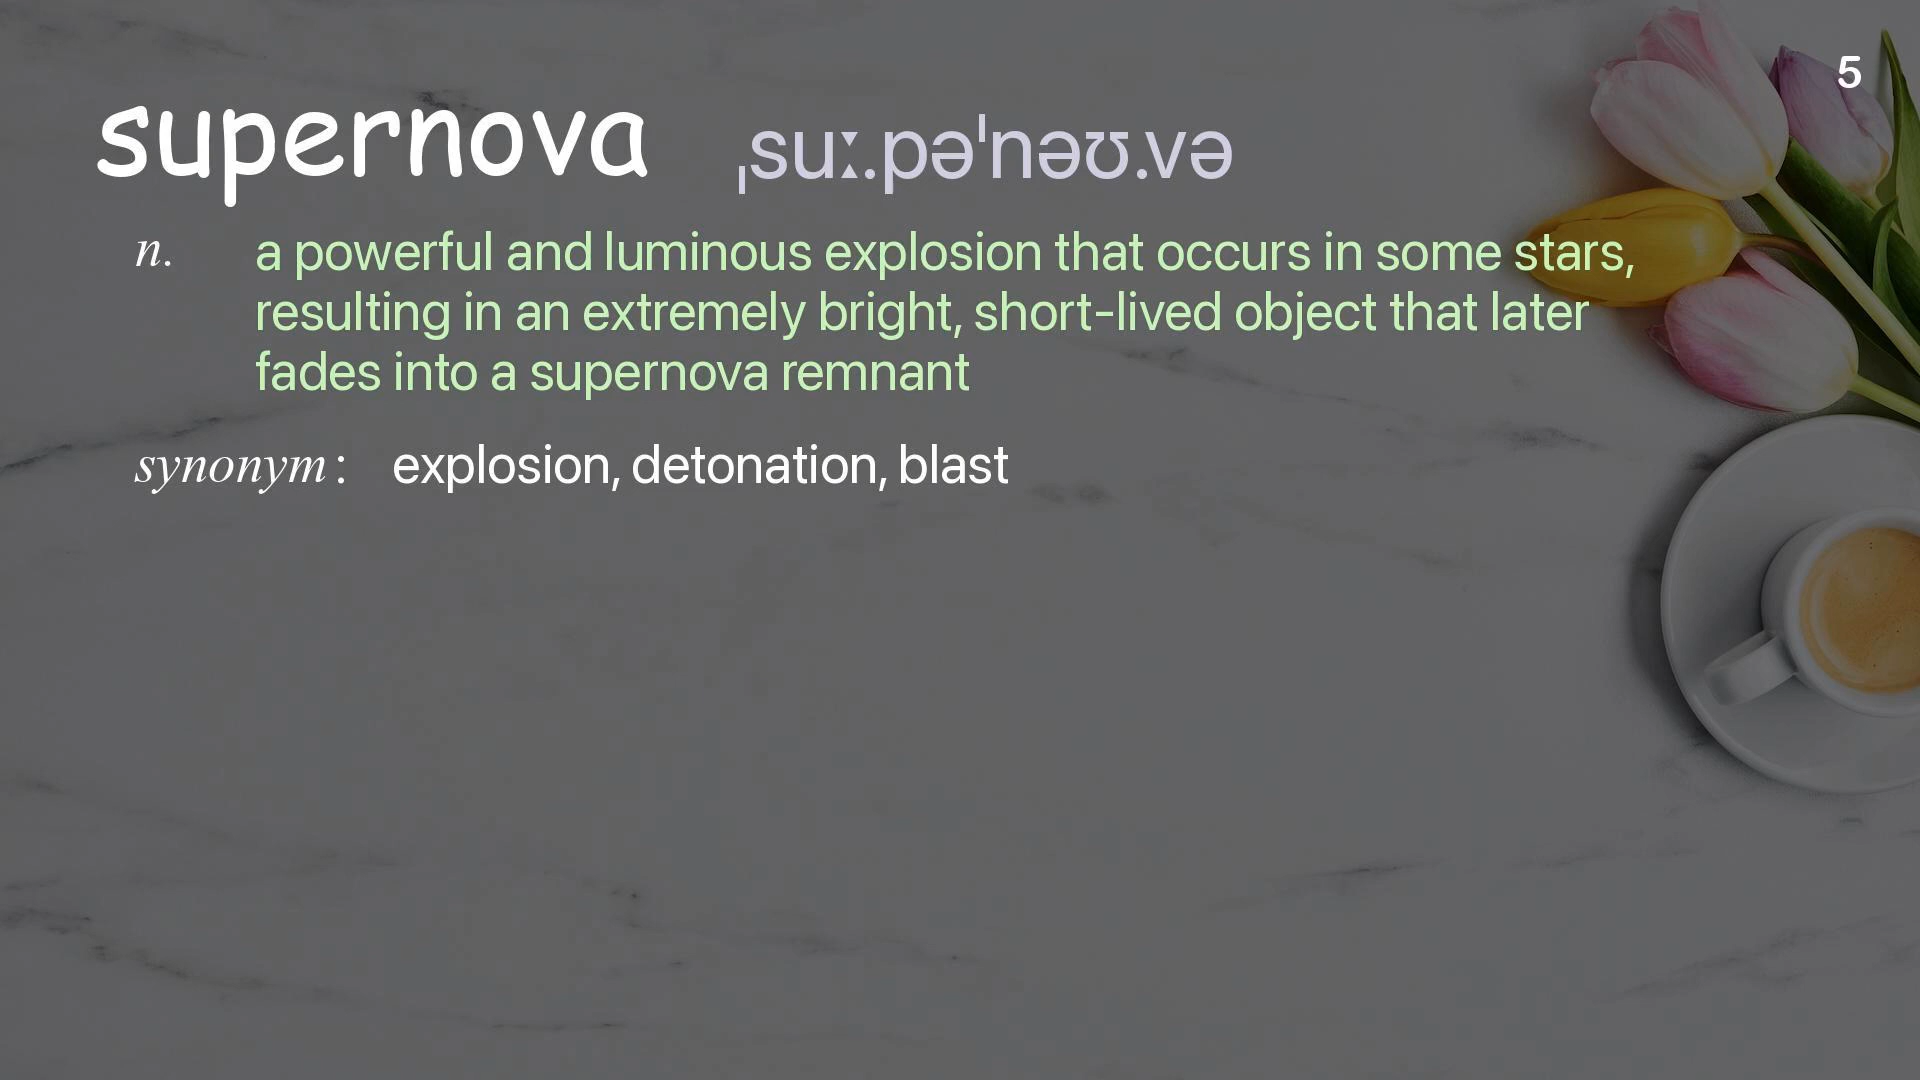 5
supernova ˌsuː.pəˈnəʊ.və
n. a powerful and luminous explosion that occurs in some stars,
resulting in an extremely bright, short-lived object that later
fades into a supernova remnant
synonym: explosion, detonation, blast